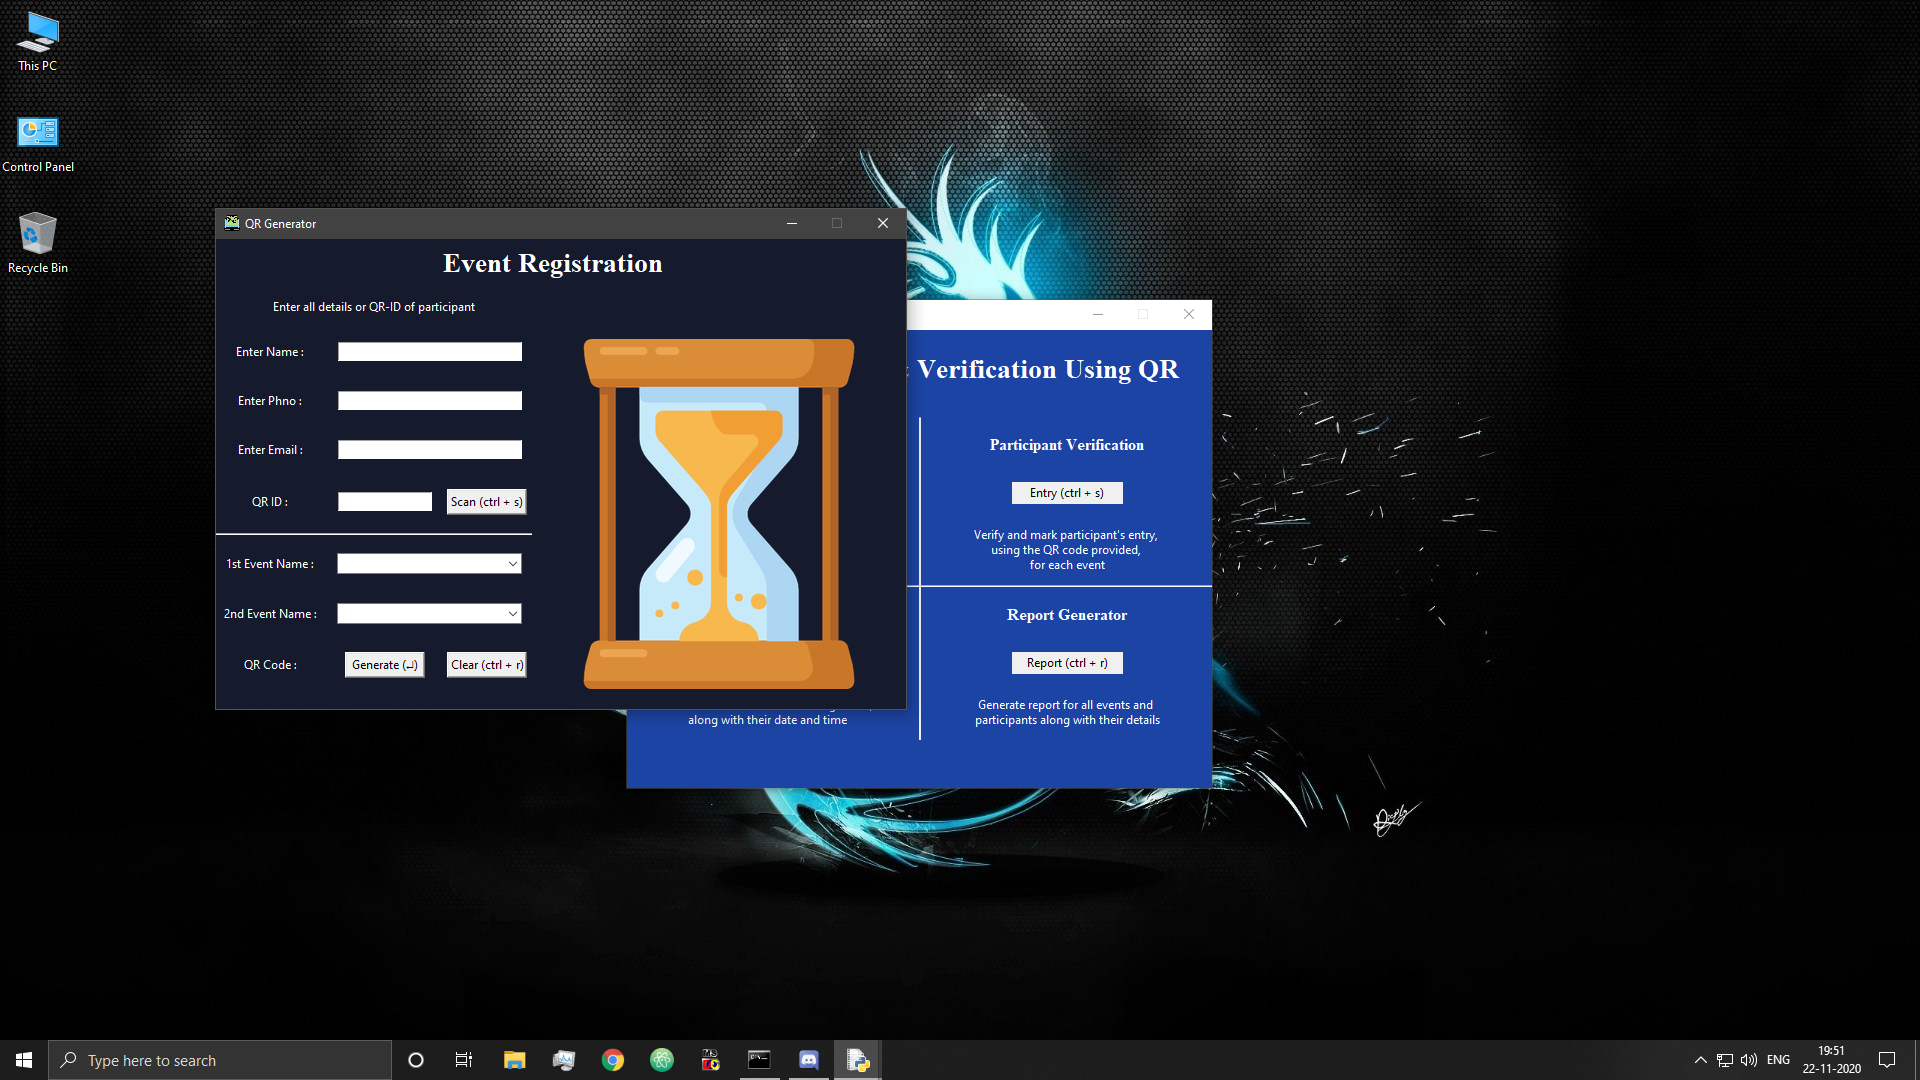 This PC
Control Panel
Recycle Bin
QR Generator
Event Registration
Enter all details or QR-ID of participant
Enter Name :
Enter Phno :
Enter Email :
QR ID :
Scan (ctrl + s)
1st Event Name :
2nd Event Name :
QR Code :
Generate (↵)
Clear (ctrl + r)
Verification Using QR
Participant Verification
Entry (ctrl + s)
Verify and mark participant's entry,
using the QR code provided,
for each event
Report Generator
Report (ctrl + r)
Generate report for all events and
participants along with their details
along with their date and time
Type here to search
ENG
19:51
22-11-2020